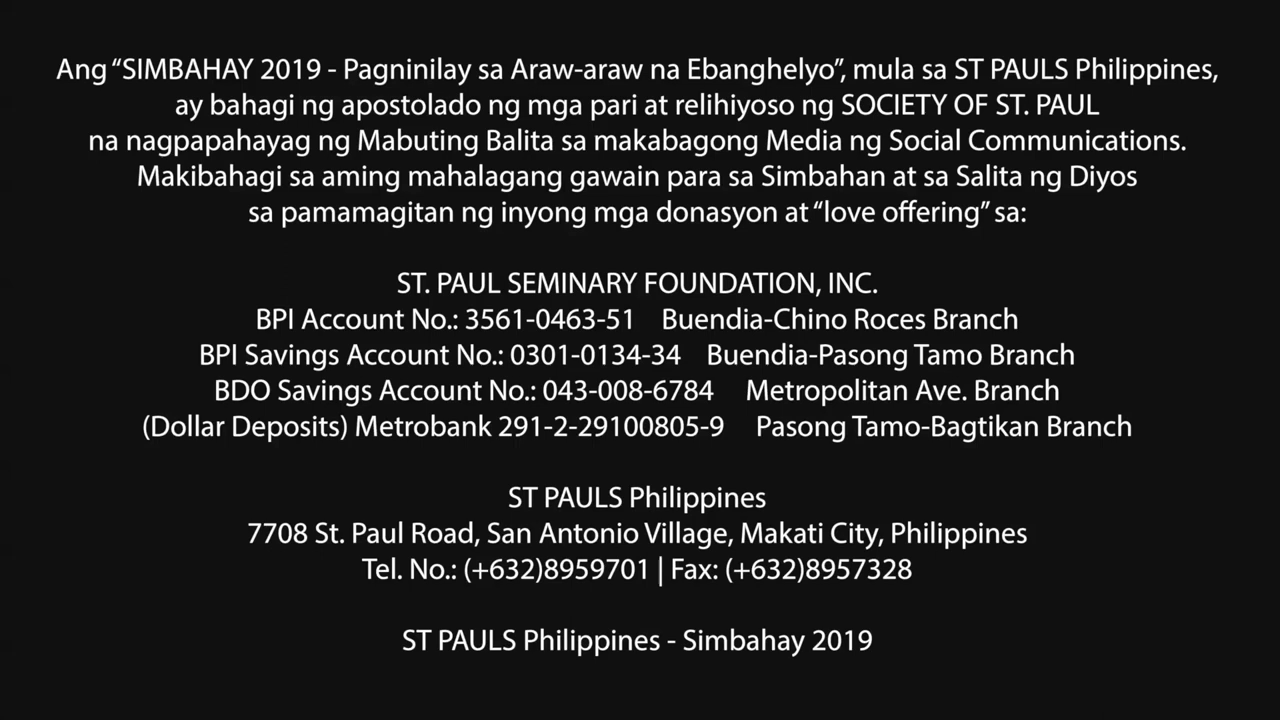 Ang “SIMBAHAY 2019 - Pagninilay sa Araw-araw na Ebanghelyo”, mula sa ST PAULS Philippines,
ay bahagi ng apostolado ng mga pari at relihiyoso ng SOCIETY OF ST. PAUL
na nagpapahayag ng Mabuting Balita sa makabagong Media ng Social Communications.
Makibahagi sa aming mahalagang gawain para sa Simbahan at sa Salita ng Diyos
sa pamamagitan ng inyong mga donasyon at “love offering” sa:
ST. PAUL SEMINARY FOUNDATION, INC.
BPI Account No.: 3561-0463-51 Buendia-Chino Roces Branch
BPI Savings Account No.: 0301-0134-34 Buendia-Pasong Tamo Branch
BDO Savings Account No.: 043-008-6784 Metropolitan Ave. Branch
(Dollar Deposits) Metrobank 291-2-29100805-9 Pasong Tamo-Bagtikan Branch
ST PAULS Philippines
7708 St. Paul Road, San Antonio Village, Makati City, Philippines
Tel. No.: (+632)8959701 | Fax: (+632)8957328
ST PAULS Philippines - Simbahay 2019